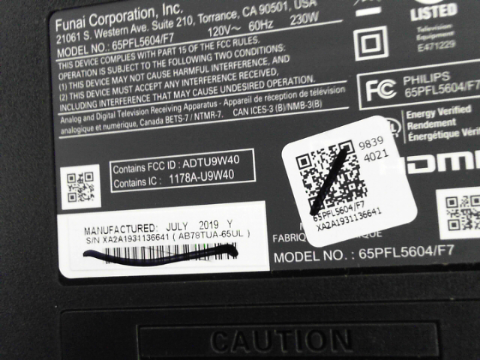 Funai Corporation, Inc.
21061 S. Western Ave. Suite 210, Torrance, CA 90501, USA
120V~ 60Hz 230W
MODEL NO.: 65PFL5604/F7
THIS DEVICE COMPLIES WITH PART 15 OF THE FCC RULES.
OPERATION IS SUBJECT TO THE FOLLOWING TWO CONDITIONS:
(1) THIS DEVICE MAY NOT CAUSE HARMFUL INTERFERENCE, AND
(2) THIS DEVICE MUST ACCEPT ANY INTERFERENCE RECEIVED,
INCLUDING INTERFERENCE THAT MAY CAUSE UNDESIRED OPERATION.
Analog and Digital Television Receiving Apparatus - Appareil de réception de télévision
analogique et numérique, Canada BETS-7 / NTMR-7. CAN ICES-3 (B)/NMB-3(B)
LISTED
E471229
FC
PHILIPS
65PFL5604/F7
Energy Verified
Rendement
Énergétique Vérifié
HDMI
Contains FCC ID : ADTU9W40
Contains IC : 1178A-U9W40
9839
4021
65PFL5604/F7
XA2A1931136641
MANUFACTURED: JULY 2019 Y
S/N XA2A1931136641 ( AB78TUA-65UL )
FABRIQ
MODEL NO. : 65PFL5604/F7
CAUTION